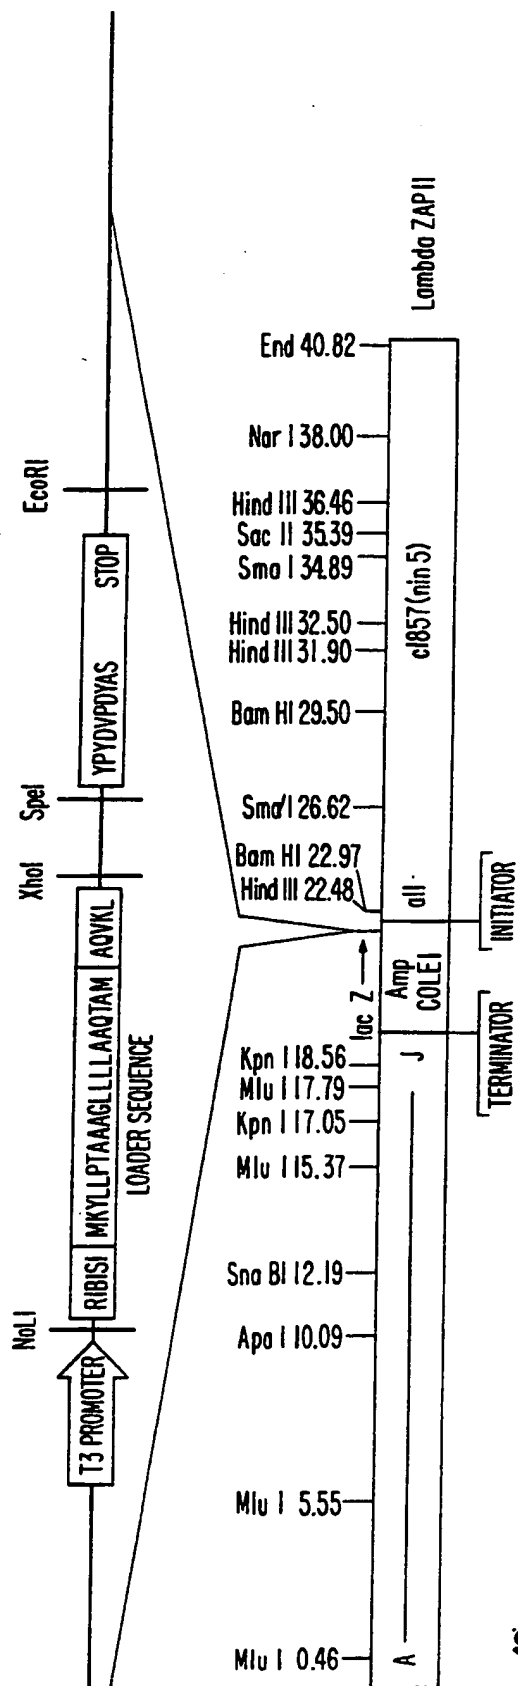 EcoRI
STOP
YPYDVPDYAS
SpeI
XhoI
AQVKL
MKYLLPTAAAGLLLLAAQTAM
RIBISI
LOADER SEQUENCE
NoLI
T3 PROMOTER
Lambda ZAPII
End 40.82
Nar I 38.00
Hind III 36.46
Sac II 35.39
Sma I 34.89
Hind III 32.50
Hind III 31.90
Bam HI 29.50
Sma I 26.62
Bam HI 22.97
Hind III 22.48
lac Z
Kpn I 18.56
Mlu I 17.79
Kpn I 17.05
Mlu I 15.37
Sna BI 12.19
Apa I 10.09
Mlu I 5.55
Mlu I 0.46
cI857(nin 5)
att
Amp
COLEI
J
A
INITIATOR
TERMINATOR